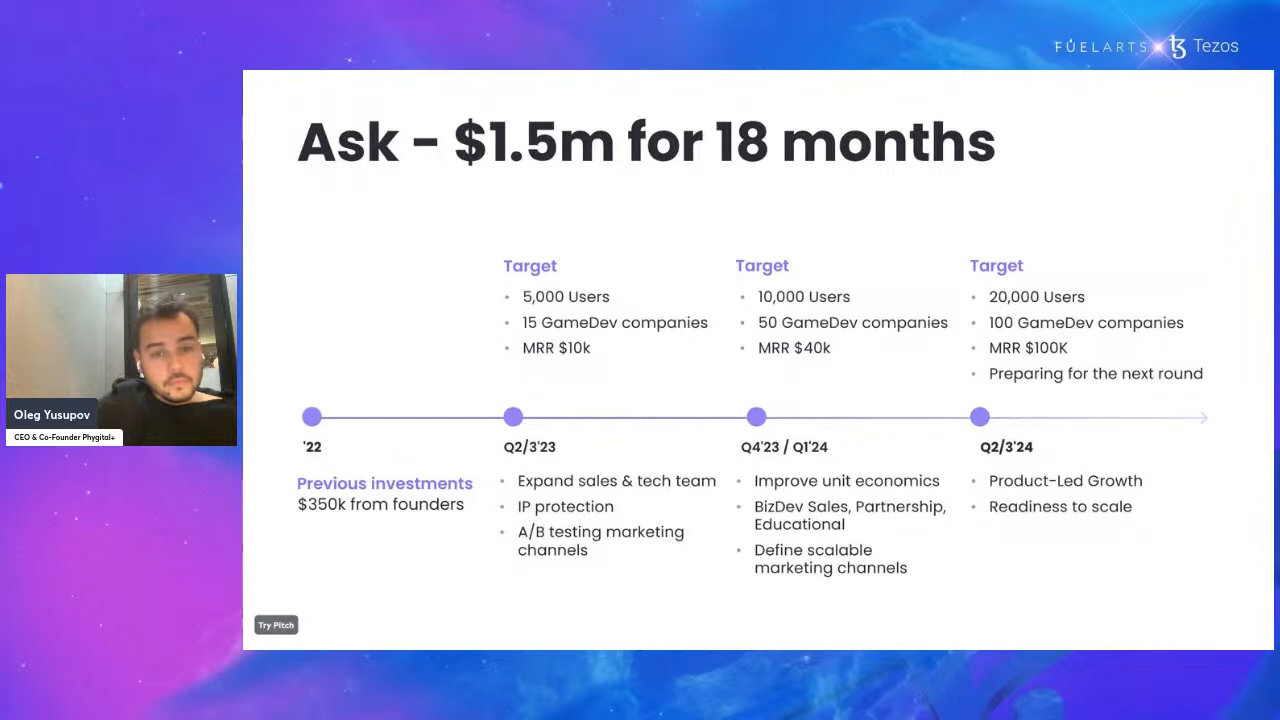 FUELARTS Tezos
Ask - $1.5m for 18 months
Target
• 5,000 Users
• 15 GameDev companies
• MRR $10k
Target
• 10,000 Users
• 50 GameDev companies
• MRR $40k
Target
• 20,000 Users
• 100 GameDev companies
• MRR $100K
• Preparing for the next round
'22
Previous investments
$350k from founders
Q2/3'23
• Expand sales & tech team
• IP protection
• A/B testing marketing
channels
Q4'23 / Q1'24
• Improve unit economics
• BizDev Sales, Partnership,
Educational
• Define scalable
marketing channels
Q2/3'24
• Product-Led Growth
• Readiness to scale
Oleg Yusupov
CEO & Co-Founder Phygital+
Try Pitch